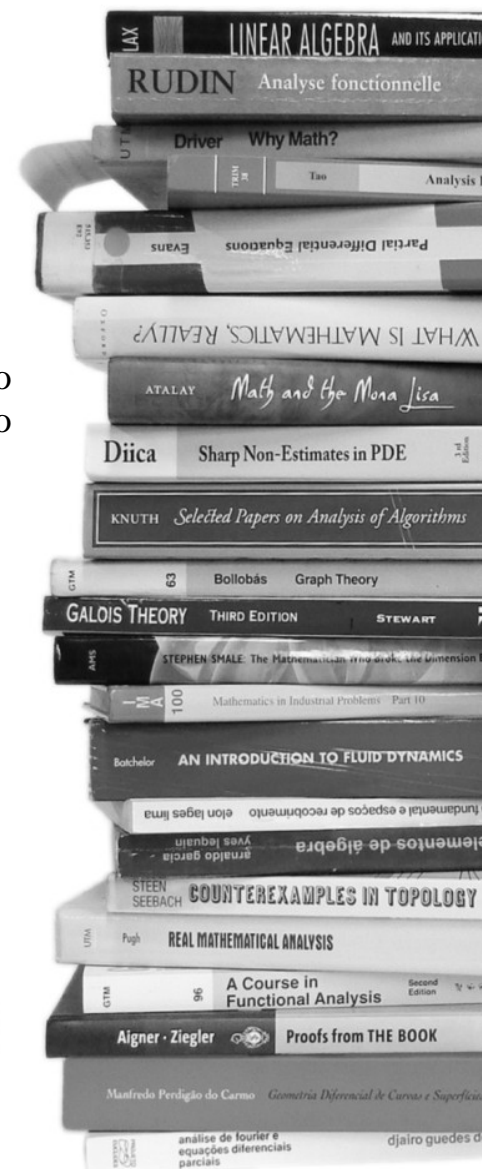 LAX LINEAR ALGEBRA AND ITS APPLICATI
RUDIN Analyse fonctionnelle
UTM Driver Why Math?
TRIM 38 Tao Analysis I
Evans Partial Differential Equations
WHAT IS MATHEMATICS, REALLY?
o
ATALAY Math and the Mona Lisa
o
Diica Sharp Non-Estimates in PDE 3rd Edition
KNUTH Selected Papers on Analysis of Algorithms
GTM 63 Bollobás Graph Theory
GALOIS THEORY THIRD EDITION STEWART
AMS STEPHEN SMALE: The Mathematician Who Broke the Dimension B
IMA 100 Mathematics in Industrial Problems Part 10
Batchelor AN INTRODUCTION TO FLUID DYNAMICS
fundamental e espaços de recobrimento elon lages lima
elementos de álgebra arnaldo garcia
yves lequain
STEEN
SEEBACH COUNTEREXAMPLES IN TOPOLOGY
UTM Pugh REAL MATHEMATICAL ANALYSIS
GTM 96 A Course in
Functional Analysis Second
Edition
Aigner · Ziegler Proofs from THE BOOK
Manfredo Perdigão do Carmo Geometria Diferencial de Curvas e Superfícies
análise de fourier e
equações diferenciais
parciais
djairo guedes d